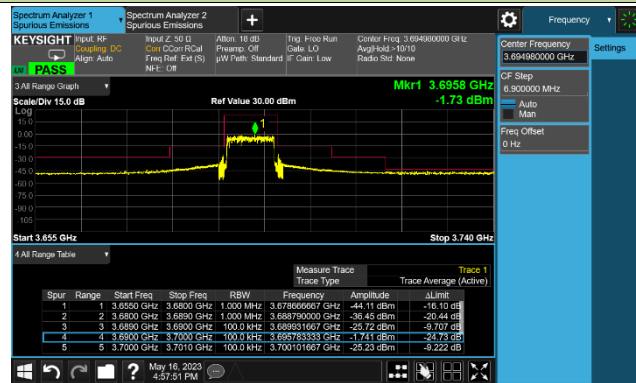 Spectrum Analyzer 1
Spurious Emissions
Spectrum Analyzer 2
Spurious Emissions
+
Frequency
KEYSIGHT
Input: RF
Coupling: DC
Align: Auto
Input Z: 50 Ω
Corr CCorr RCal
Freq Ref: Ext (S)
NFE: Off
Atten: 18 dB
Preamp: Off
µW Path: Standard
Trig: Free Run
Gate: LO
IF Gain: Low
Center Freq: 3.694980000 GHz
Avg|Hold:>10/10
Radio Std: None
LM PASS
Center Frequency
3.694980000 GHz
Settings
CF Step
6.900000 MHz
Auto
Man
Freq Offset
0 Hz
3 All Range Graph
Mkr1 3.6958 GHz
Scale/Div 15.0 dB
Ref Value 30.00 dBm
-1.73 dBm
Log
15.0
0.00
-15.0
-30.0
-45.0
-60.0
-75.0
-90.0
-105
1
Start 3.655 GHz
Stop 3.740 GHz
4 All Range Table
Measure Trace Trace 1
Trace Type Trace Average (Active)
Spur Range Start Freq Stop Freq RBW Frequency Amplitude ΔLimit
1 1 3.6550 GHz 3.6800 GHz 1.000 MHz 3.678666667 GHz -44.11 dBm -16.10 dB
2 2 3.6800 GHz 3.6890 GHz 1.000 MHz 3.688790000 GHz -36.45 dBm -20.44 dB
3 3 3.6890 GHz 3.6900 GHz 100.0 kHz 3.689931667 GHz -25.72 dBm -9.707 dB
4 4 3.6900 GHz 3.7000 GHz 100.0 kHz 3.695783333 GHz -1.741 dBm -24.73 dB
5 5 3.7000 GHz 3.7010 GHz 100.0 kHz 3.700101667 GHz -25.23 dBm -9.222 dB
?
May 16, 2023
4:57:51 PM